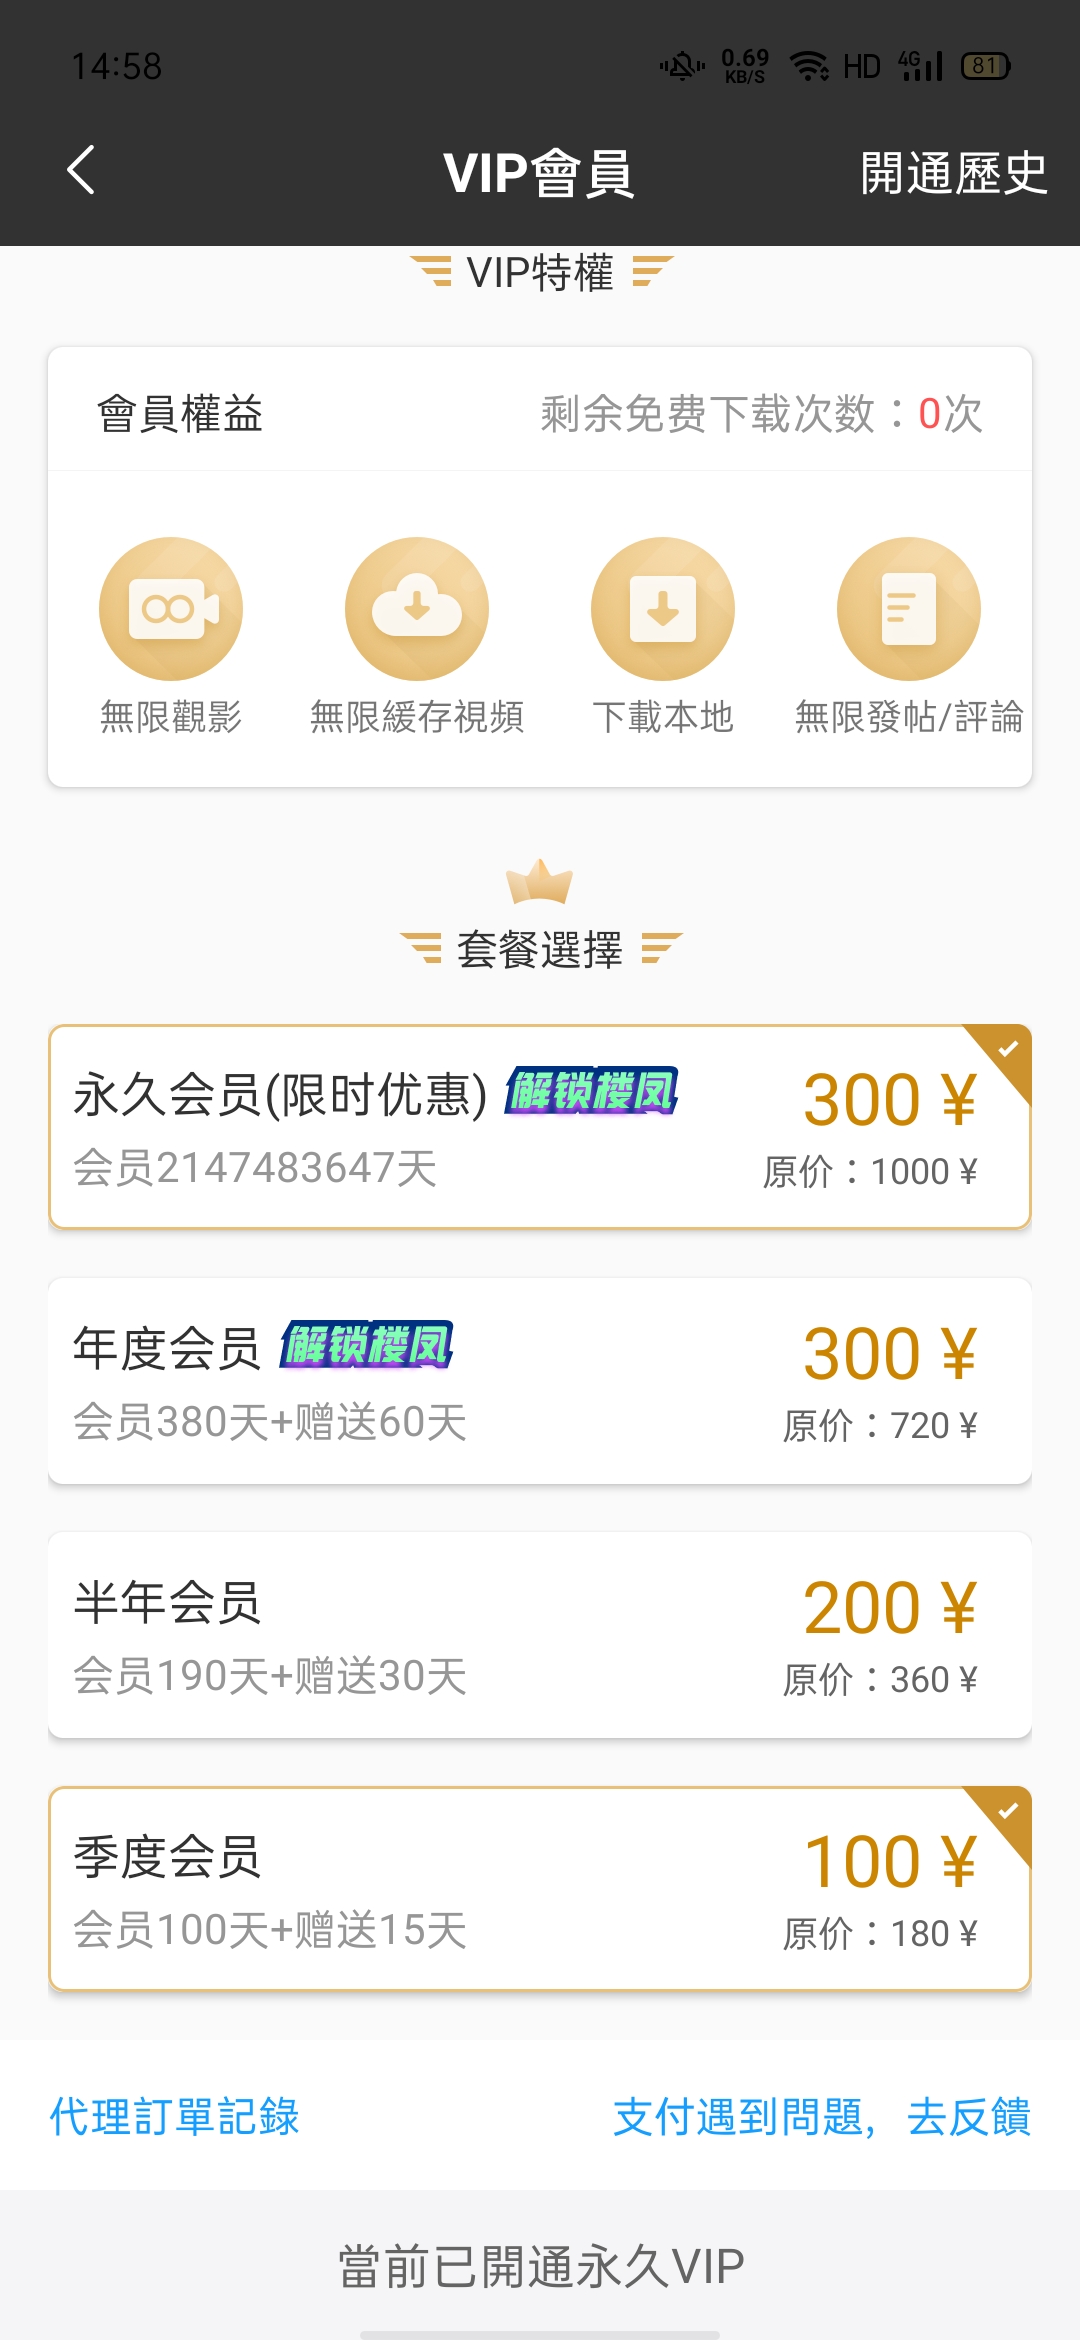 14:58
0.69 KB/S HD 4G 81
VIP會員
開通歷史
VIP特權
會員權益
剩余免费下载次数：0次
無限觀影
無限緩存視頻
下載本地
無限發帖/評論
套餐選擇
永久会员(限时优惠) 解锁楼凤
300 ¥
会员2147483647天
原价：1000 ¥
年度会员 解锁楼凤
300 ¥
会员380天+赠送60天
原价：720 ¥
半年会员
200 ¥
会员190天+赠送30天
原价：360 ¥
季度会员
100 ¥
会员100天+赠送15天
原价：180 ¥
代理訂單記錄
支付遇到問題，去反饋
當前已開通永久VIP